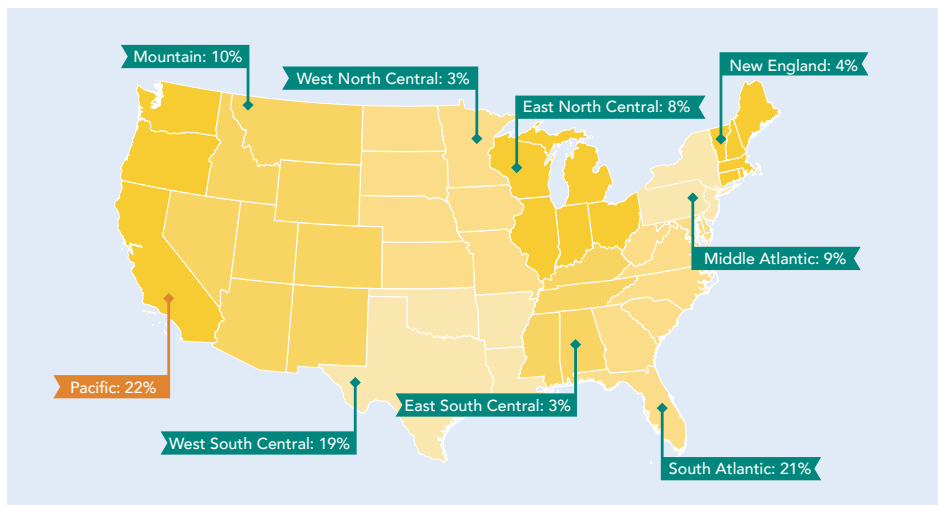 Mountain: 10%
New England: 4%
West North Central: 3%
East North Central: 8%
Middle Atlantic: 9%
Pacific: 22%
East South Central: 3%
West South Central: 19%
South Atlantic: 21%